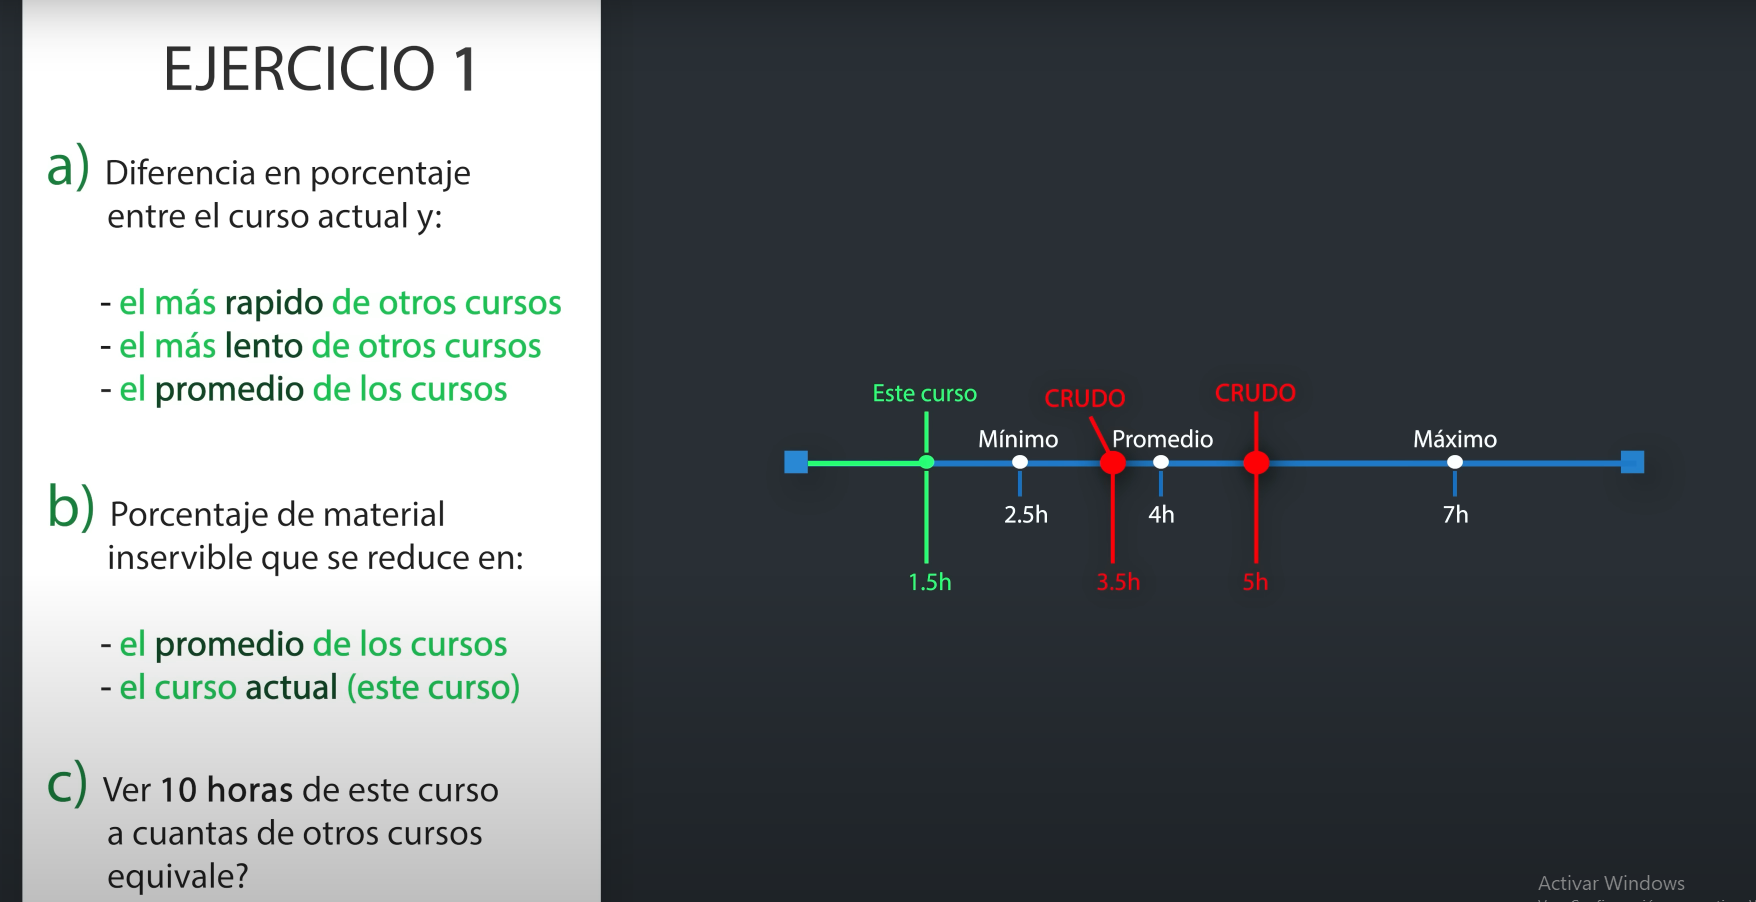 EJERCICIO 1
a) Diferencia en porcentaje
entre el curso actual y:
- el más rapido de otros cursos
- el más lento de otros cursos
- el promedio de los cursos
b) Porcentaje de material
inservible que se reduce en:
- el promedio de los cursos
- el curso actual (este curso)
c) Ver 10 horas de este curso
a cuantas de otros cursos
equivale?
Este curso
CRUDO
CRUDO
Mínimo
Promedio
Máximo
2.5h
4h
7h
1.5h
3.5h
5h
Activar Windows